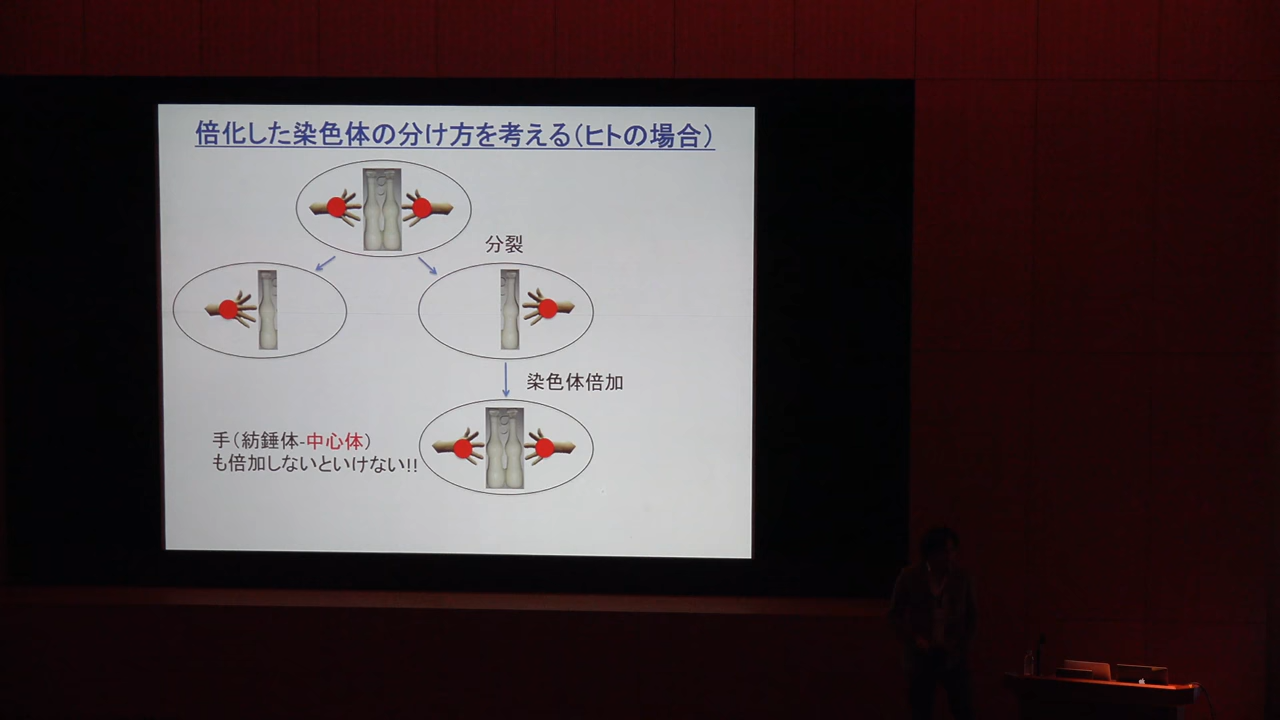 倍化した染色体の分け方を考える(ヒトの場合)
分裂
染色体倍加
手(紡錘体-中心体)
も倍加しないといけない!!